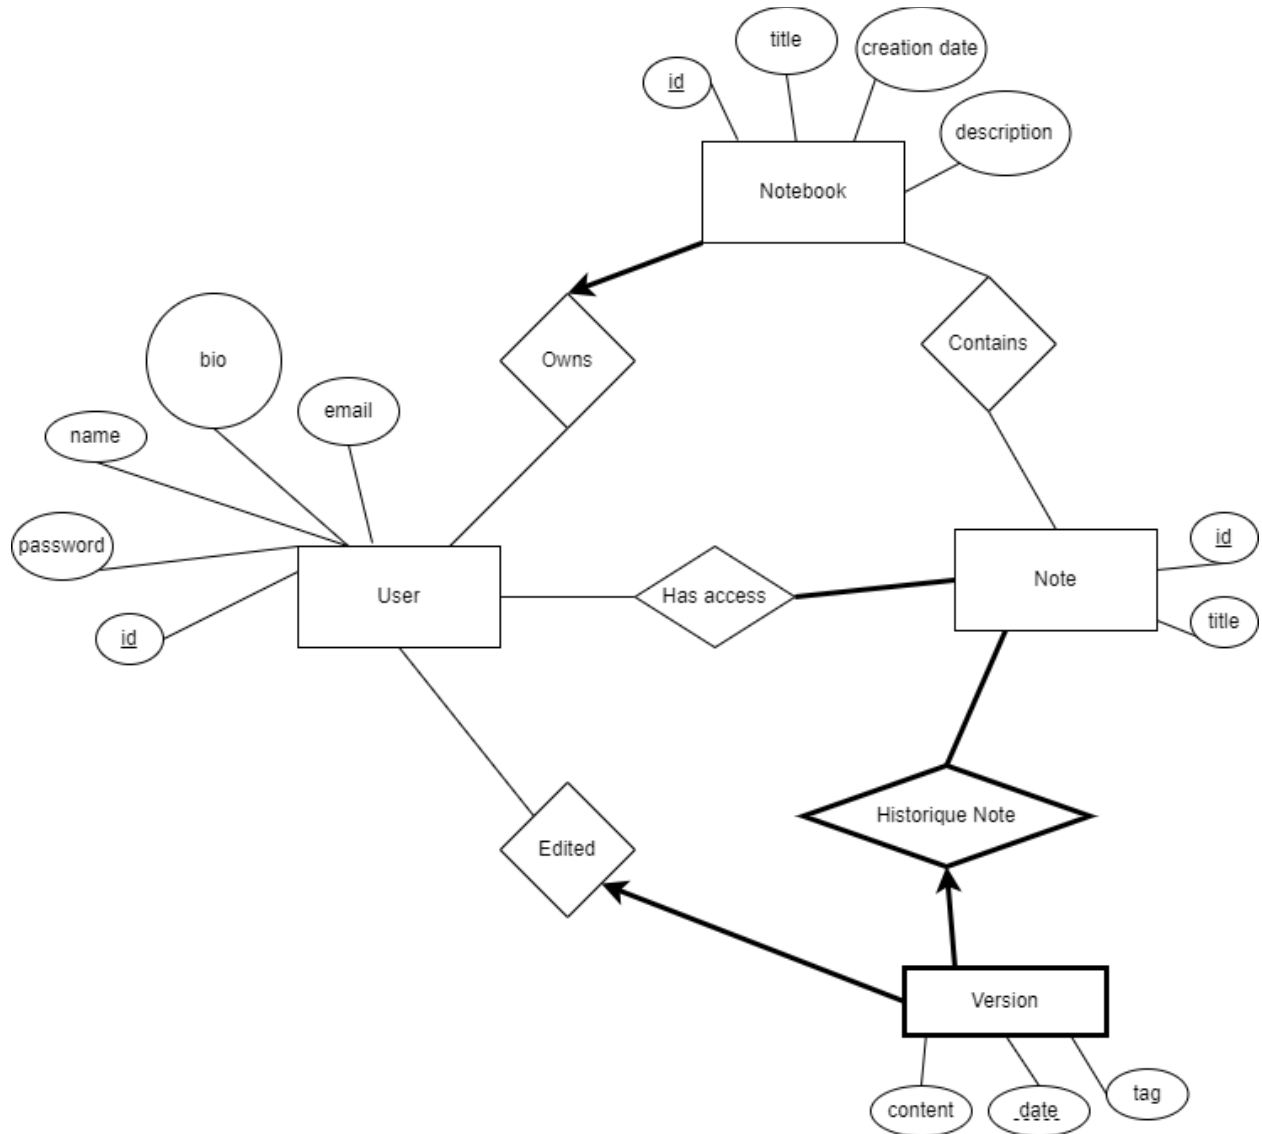 title
creation date
id
description
Notebook
Contains
Owns
bio
email
name
password
id
User
Has access
Note
id
title
Edited
Historique Note
Version
content
date
tag